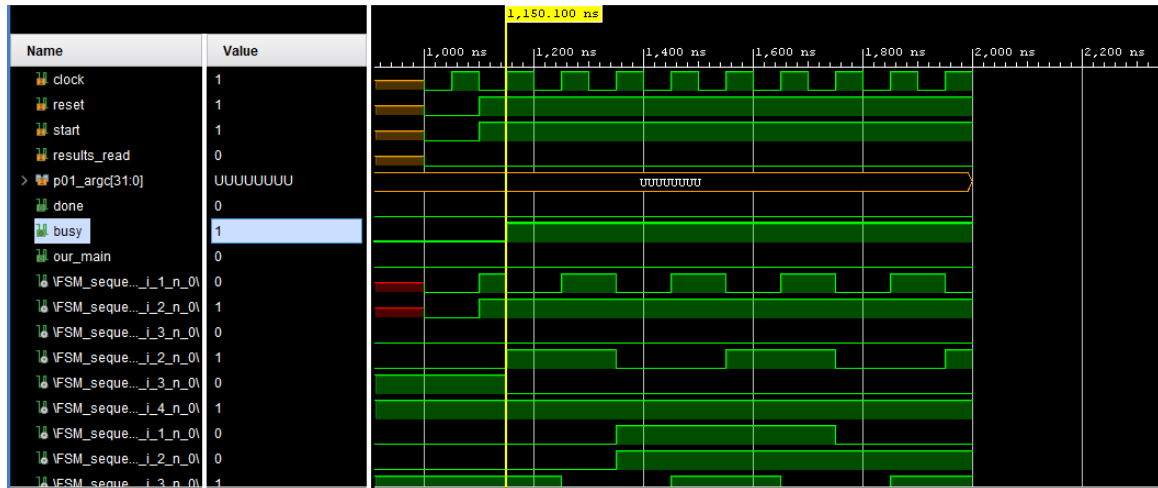 1,150.100 ns
Name Value
1,000 ns 1,200 ns 1,400 ns 1,600 ns 1,800 ns 2,000 ns 2,200 ns
clock 1
reset 1
start 1
results_read 0
p01_argc[31:0] UUUUUUUU UUUUUUUU
done 0
busy 1
our_main 0
\FSM_seque..._i_1_n_0\ 0
\FSM_seque..._i_2_n_0\ 1
\FSM_seque..._i_3_n_0\ 0
\FSM_seque..._i_2_n_0\ 1
\FSM_seque..._i_3_n_0\ 0
\FSM_seque..._i_4_n_0\ 1
\FSM_seque..._i_1_n_0\ 0
\FSM_seque..._i_2_n_0\ 0
\FSM_seque..._i_3_n_0\ 1